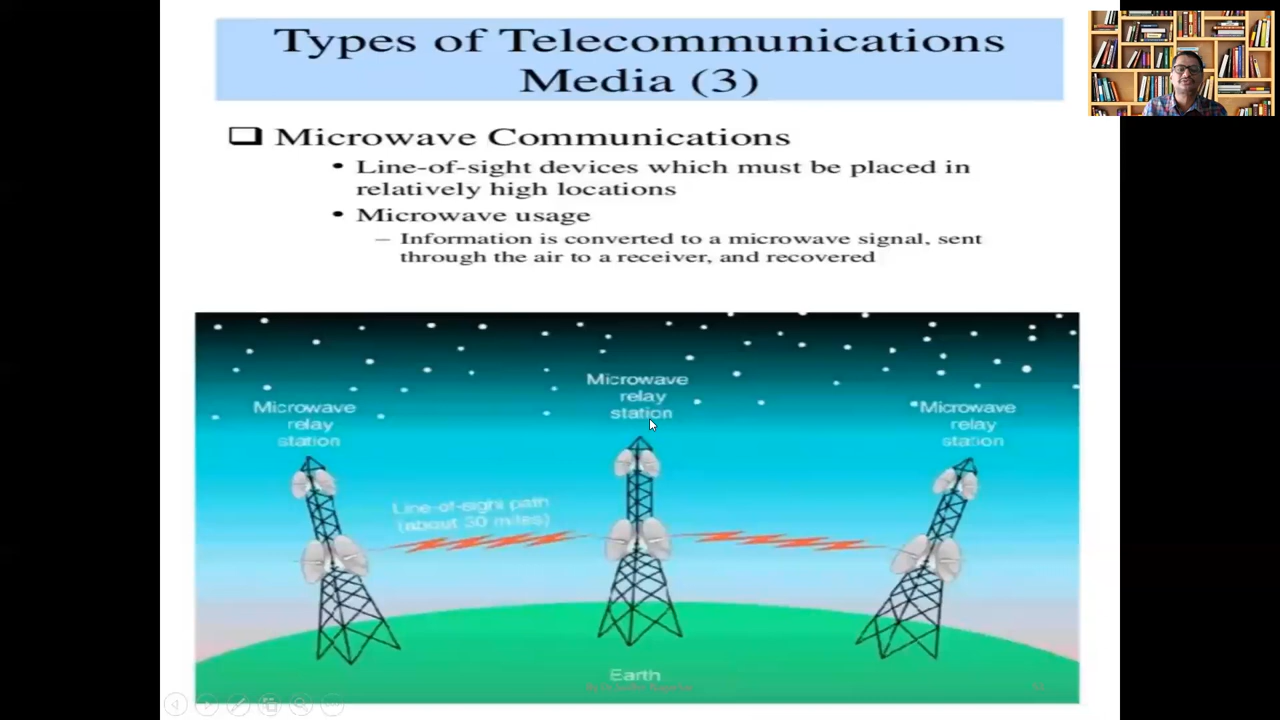 Types of Telecommunications
Media (3)
Microwave Communications
• Line-of-sight devices which must be placed in
relatively high locations
• Microwave usage
– Information is converted to a microwave signal, sent
through the air to a receiver, and recovered
Microwave
relay
station
Microwave
relay
station
Microwave
relay
station
Line-of-sight path
(about 30 miles)
Earth